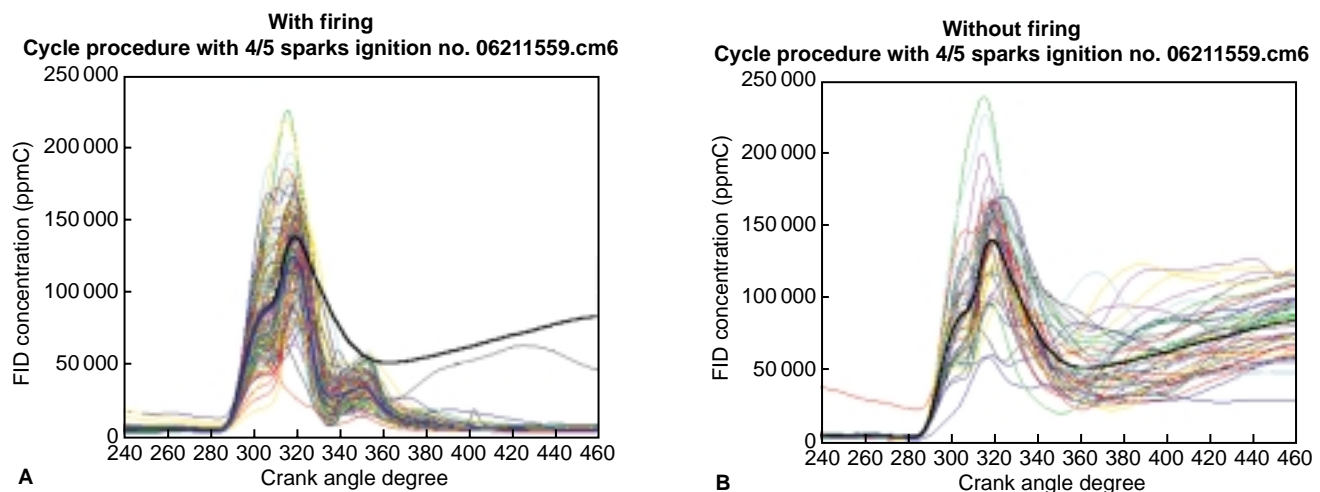 With firing
Cycle procedure with 4/5 sparks ignition no. 06211559.cm6
250 000
200 000
150 000
100 000
50 000
0
FID concentration (ppmC)
240 260 280 300 320 340 360 380 400 420 440 460
Crank angle degree
A
Without firing
Cycle procedure with 4/5 sparks ignition no. 06211559.cm6
250 000
200 000
150 000
100 000
50 000
0
FID concentration (ppmC)
240 260 280 300 320 340 360 380 400 420 440 460
Crank angle degree
B